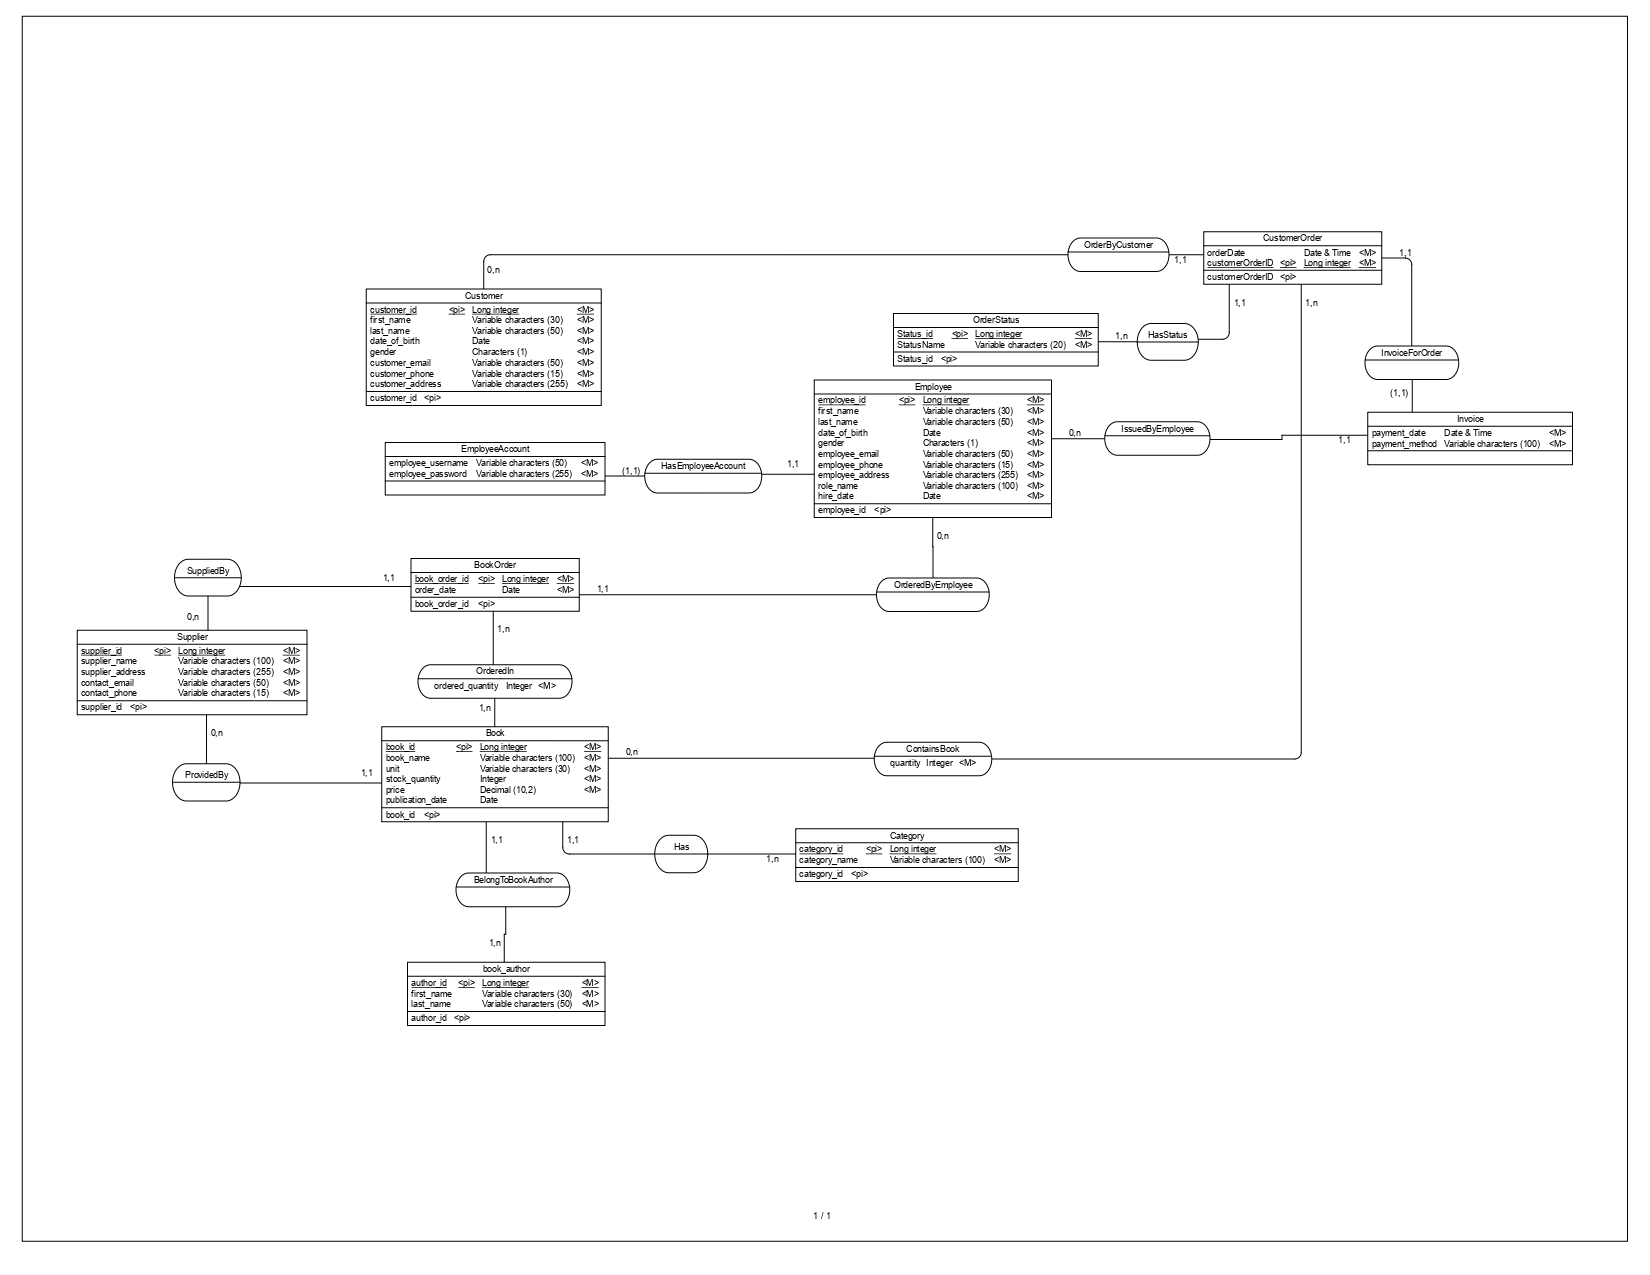 OrderByCustomer
1,1
0,n
CustomerOrder
orderDate Date & Time <M>
customerOrderID <pi> Long integer <M>
customerOrderID <pi>
1,1
1,1
1,n
Customer
customer_id <pi> Long integer <M>
first_name Variable characters (30) <M>
last_name Variable characters (50) <M>
date_of_birth Date <M>
gender Characters (1) <M>
customer_email Variable characters (50) <M>
customer_phone Variable characters (15) <M>
customer_address Variable characters (255) <M>
customer_id <pi>
OrderStatus
Status_id <pi> Long integer <M>
StatusName Variable characters (20) <M>
Status_id <pi>
1,n
HasStatus
InvoiceForOrder
(1,1)
Invoice
payment_date Date & Time <M>
payment_method Variable characters (100) <M>
Employee
employee_id <pi> Long integer <M>
first_name Variable characters (30) <M>
last_name Variable characters (50) <M>
date_of_birth Date <M>
gender Characters (1) <M>
employee_email Variable characters (50) <M>
employee_phone Variable characters (15) <M>
employee_address Variable characters (255) <M>
role_name Variable characters (100) <M>
hire_date Date <M>
employee_id <pi>
0,n
IssuedByEmployee
1,1
EmployeeAccount
employee_username Variable characters (50) <M>
employee_password Variable characters (255) <M>
(1,1)
HasEmployeeAccount
1,1
0,n
OrderedByEmployee
SuppliedBy
1,1
0,n
BookOrder
book_order_id <pi> Long integer <M>
order_date Date <M>
book_order_id <pi>
1,1
1,n
Supplier
supplier_id <pi> Long integer <M>
supplier_name Variable characters (100) <M>
supplier_address Variable characters (255) <M>
contact_email Variable characters (50) <M>
contact_phone Variable characters (15) <M>
supplier_id <pi>
0,n
OrderedIn
ordered_quantity Integer <M>
1,n
ProvidedBy
1,1
Book
book_id <pi> Long integer <M>
book_name Variable characters (100) <M>
unit Variable characters (30) <M>
stock_quantity Integer <M>
price Decimal (10,2) <M>
publication_date Date
book_id <pi>
0,n
ContainsBook
quantity Integer <M>
1,1
1,1
Has
1,n
Category
category_id <pi> Long integer <M>
category_name Variable characters (100) <M>
category_id <pi>
BelongToBookAuthor
1,n
book_author
author_id <pi> Long integer <M>
first_name Variable characters (30) <M>
last_name Variable characters (50) <M>
author_id <pi>
1 / 1